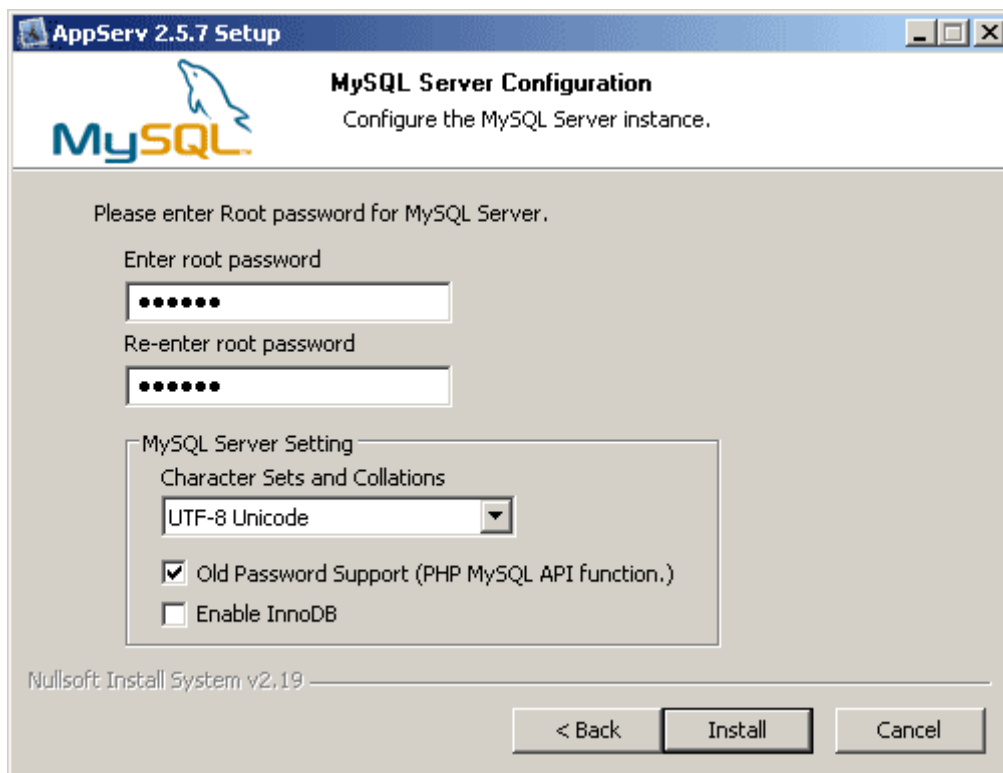 AppServ 2.5.7 Setup
MySQL Server Configuration
Configure the MySQL Server instance.
MySQL
Please enter Root password for MySQL Server.
Enter root password
••••••
Re-enter root password
••••••
MySQL Server Setting
Character Sets and Collations
UTF-8 Unicode
Old Password Support (PHP MySQL API function.)
Enable InnoDB
Nullsoft Install System v2.19
< Back Install Cancel